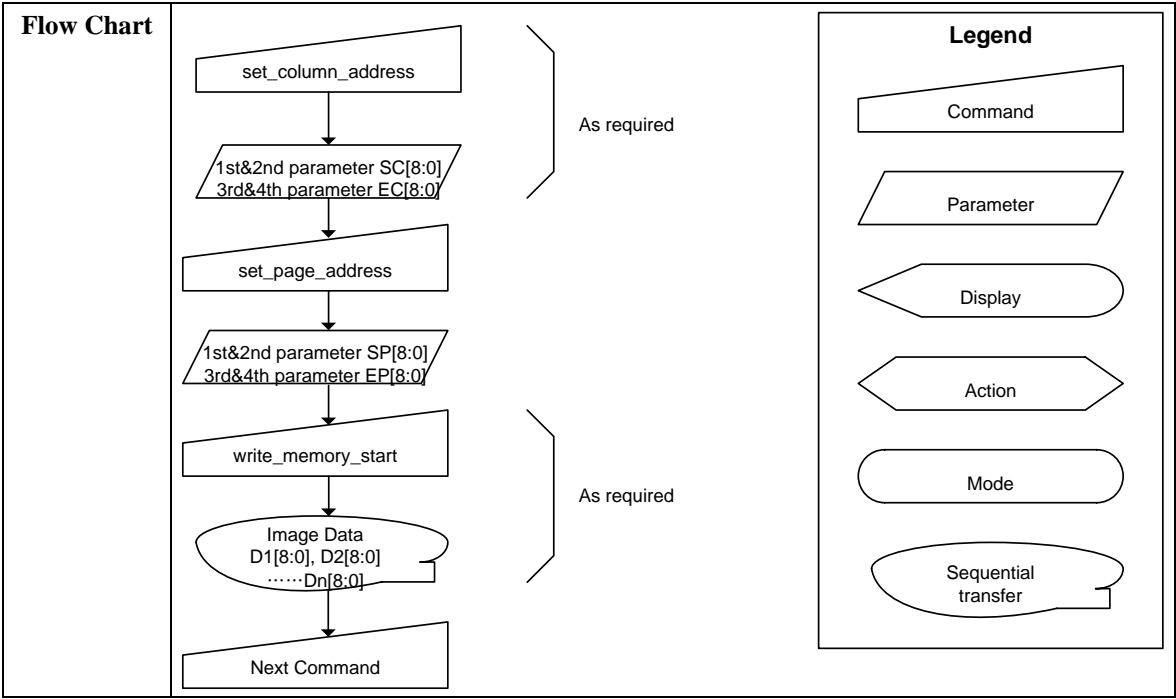 Flow Chart
set_column_address
1st&2nd parameter SC[8:0]
3rd&4th parameter EC[8:0]
As required
set_page_address
1st&2nd parameter SP[8:0]
3rd&4th parameter EP[8:0]
write_memory_start
Image Data
D1[8:0], D2[8:0]
······Dn[8:0]
As required
Next Command
Legend
Command
Parameter
Display
Action
Mode
Sequential
transfer